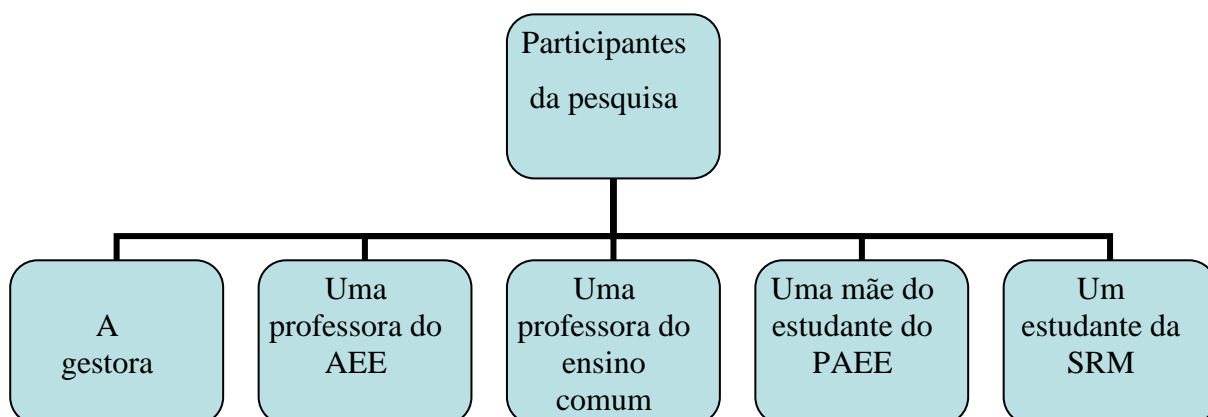 Participantes
da pesquisa
A
gestora
Uma
professora do
AEE
Uma
professora do
ensino
comum
Uma mãe do
estudante do
PAEE
Um
estudante da
SRM